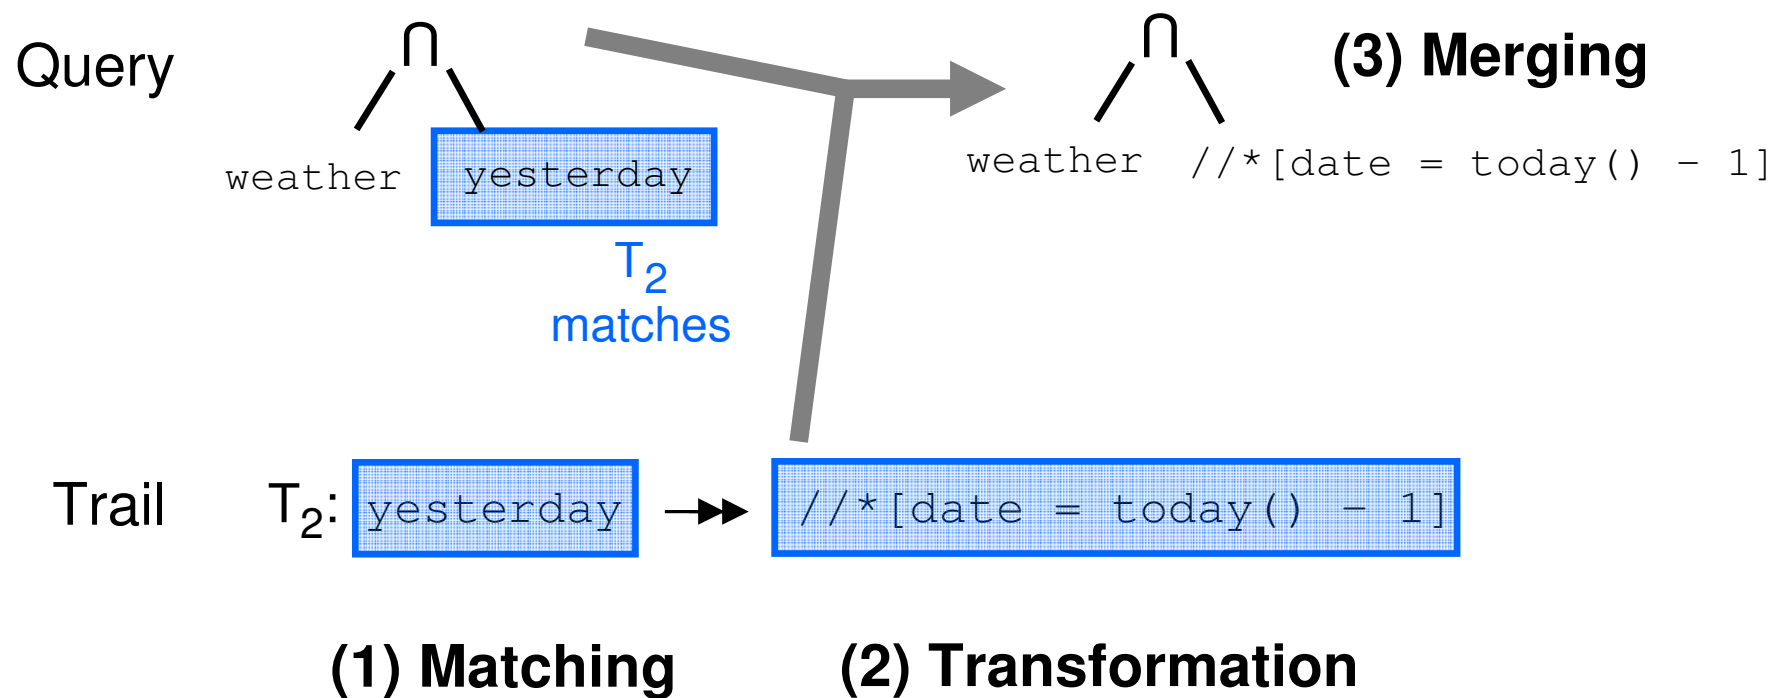 Query
∩
weather yesterday
T2
matches
∩
(3) Merging
weather //*[date = today() – 1]
Trail T2: yesterday //*[date = today() – 1]
(1) Matching (2) Transformation